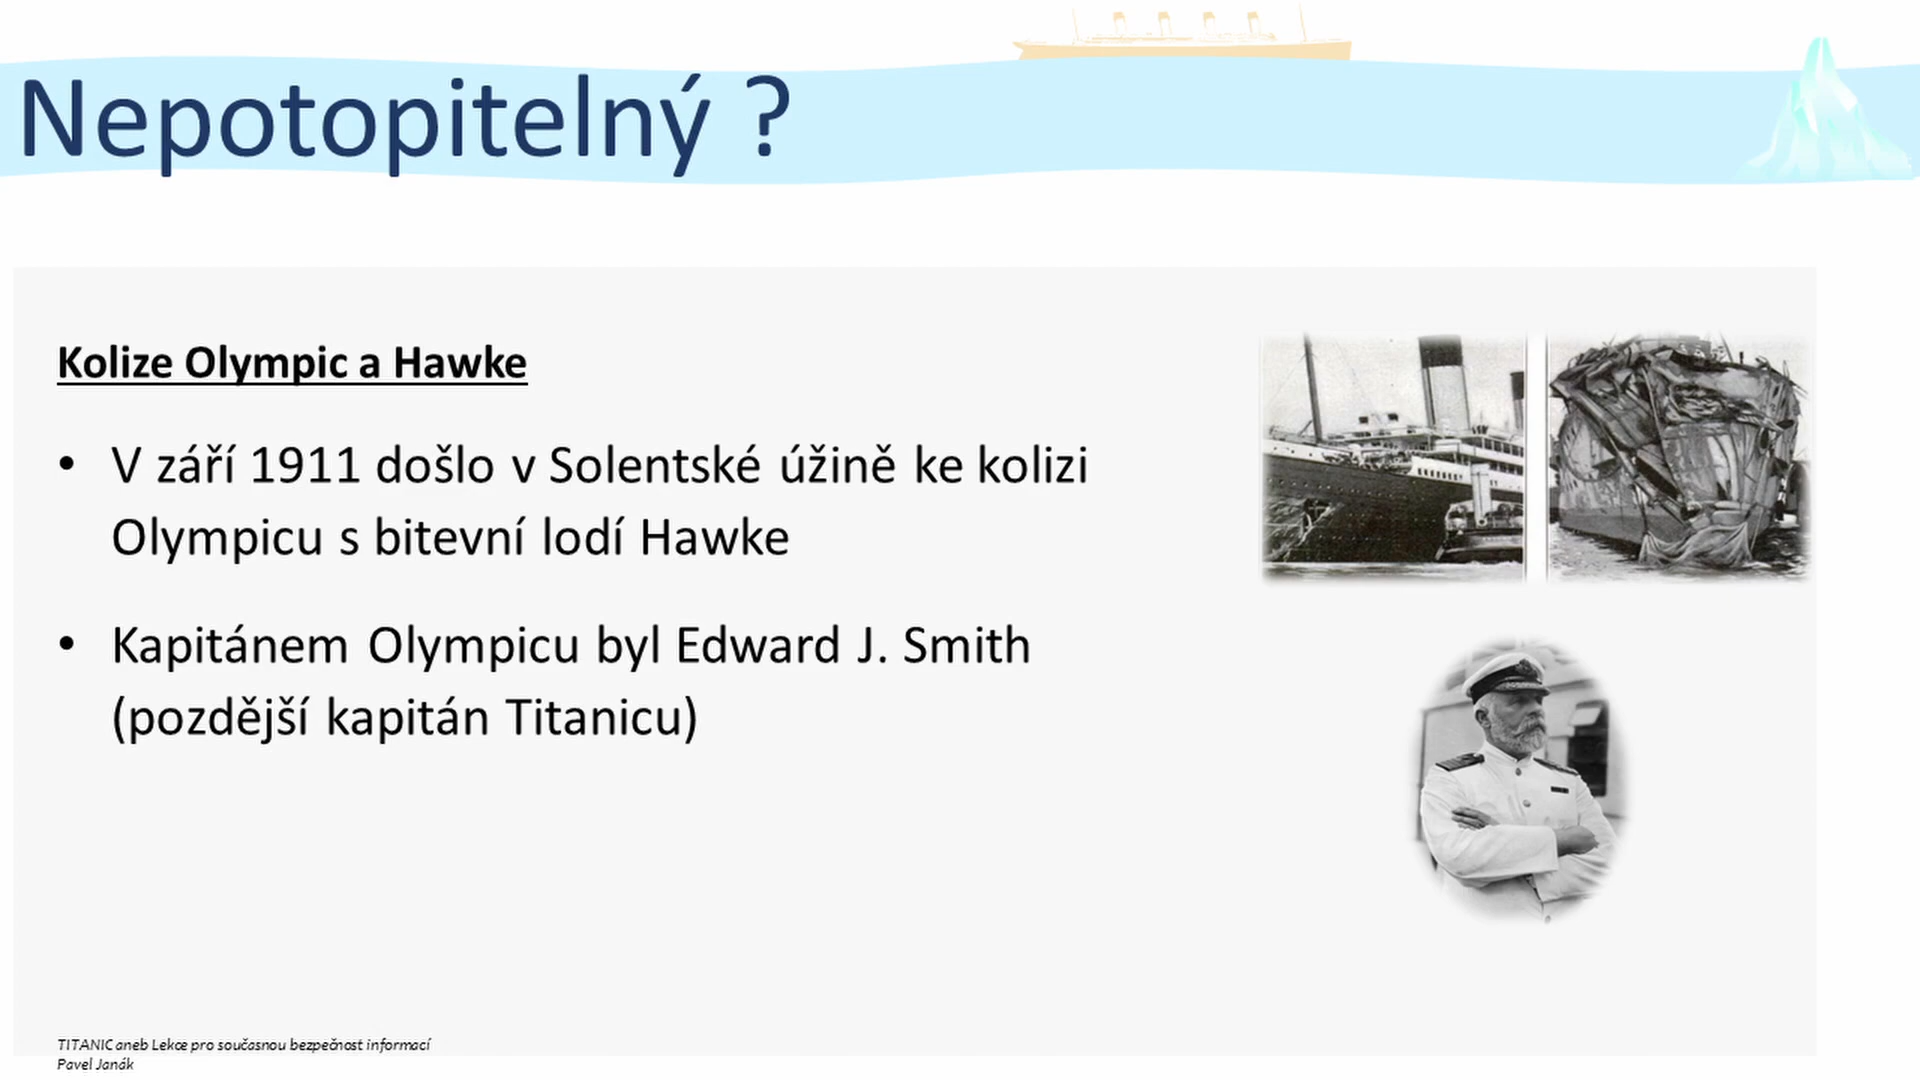 Nepotopitelný ?
Kolize Olympic a Hawke
• V září 1911 došlo v Solentské úžině ke kolizi
Olympicu s bitevní lodí Hawke
• Kapitánem Olympicu byl Edward J. Smith
(pozdější kapitán Titanicu)
TITANIC aneb Lekce pro současnou bezpečnost informací
Pavel Janák